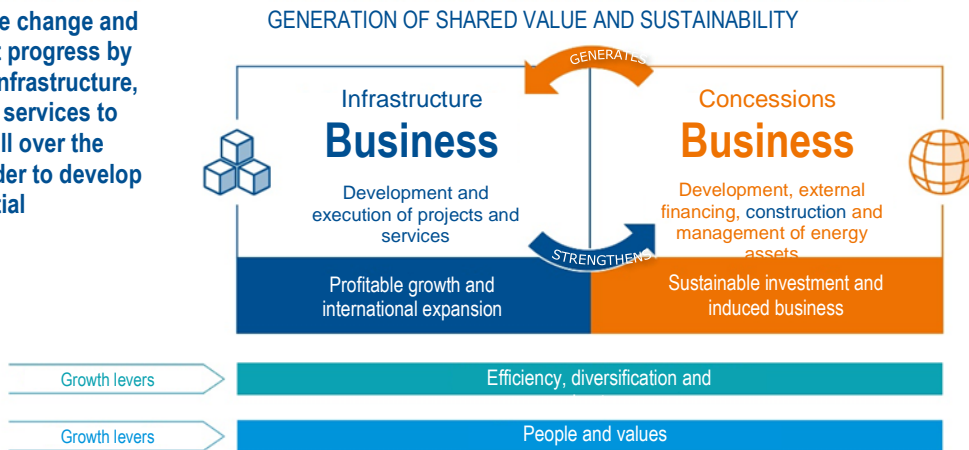 GENERATION OF SHARED VALUE AND SUSTAINABILITY
e change and
progress by
nfrastructure,
services to
ll over the
der to develop
tial
GENERATES
Infrastructure
Business
Development and
execution of projects and
services
Concessions
Business
Development, external
financing, construction and
management of energy
assets
STRENGTHENS
Profitable growth and
international expansion
Sustainable investment and
induced business
Growth levers
Efficiency, diversification and
Growth levers
People and values